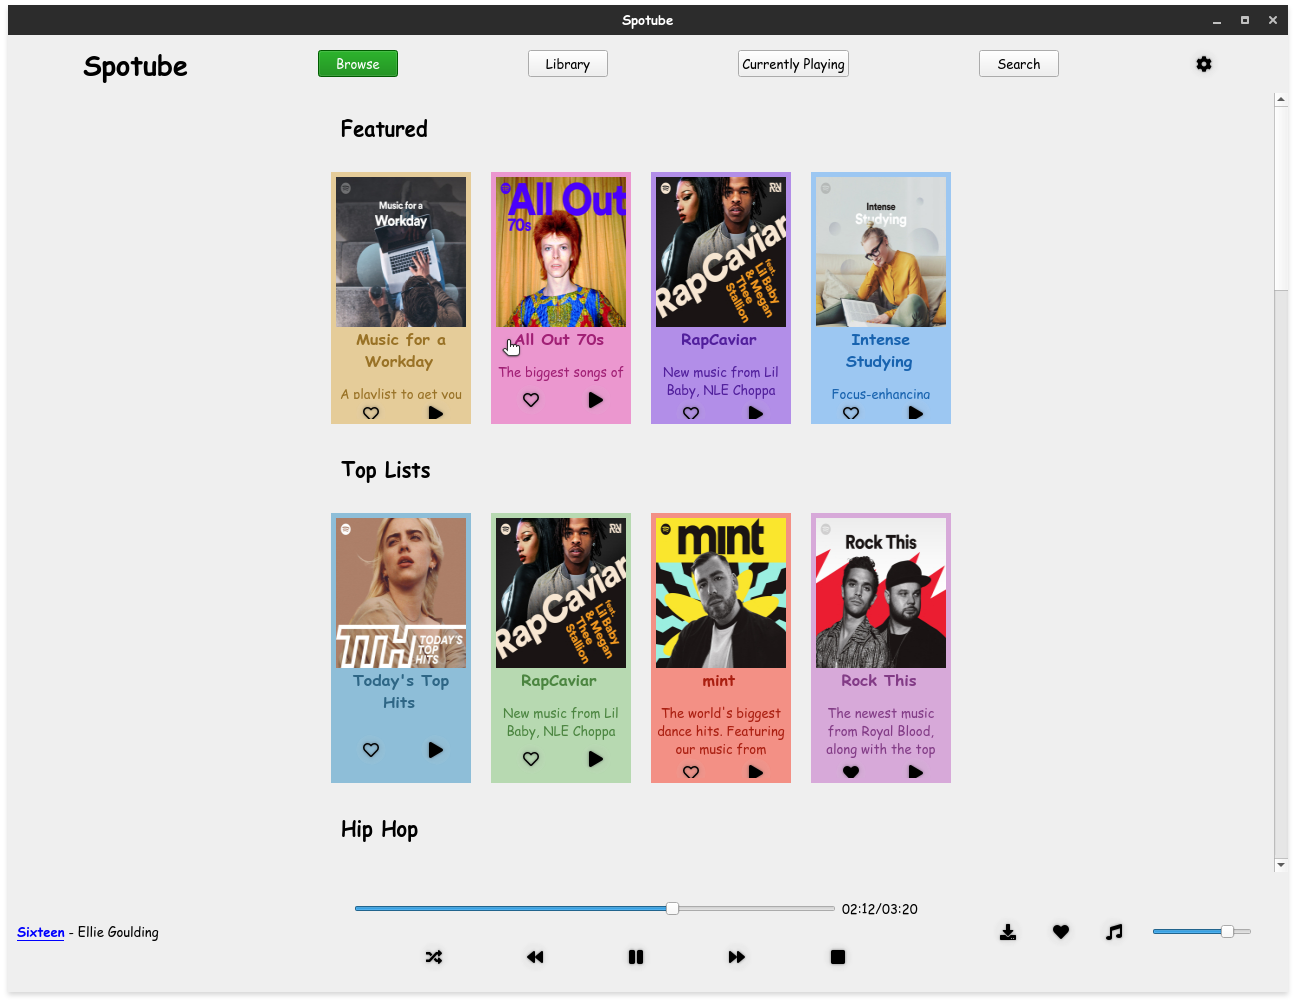 Spotube
Spotube
Browse
Library
Currently Playing
Search
Featured
Music for a
Workday
All Out
70s
RapCaviar
feat.
Lil Baby
& Megan
Thee
Stallion
Intense
Studying
Music for a
Workday
A playlist to get you
All Out 70s
The biggest songs of
RapCaviar
New music from Lil
Baby, NLE Choppa
Intense
Studying
Focus-enhancing
Top Lists
TTH
TODAY'S
TOP
HITS
RapCaviar
feat.
Lil Baby
& Megan
Thee
Stallion
mint
Rock This
Today's Top
Hits
RapCaviar
New music from Lil
Baby, NLE Choppa
mint
The world's biggest
dance hits. Featuring
our music from
Rock This
The newest music
from Royal Blood,
along with the top
Hip Hop
02:12/03:20
Sixteen - Ellie Goulding